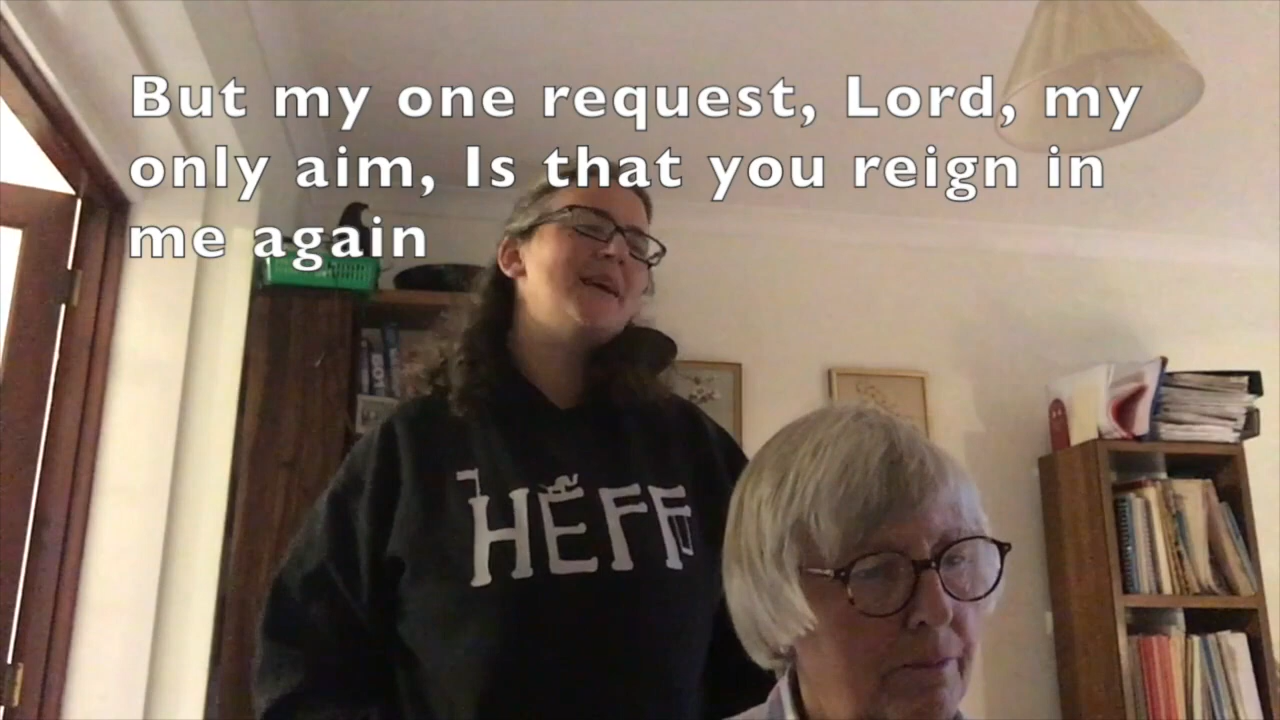 But my one request, Lord, my
only aim, Is that you reign in
me again
HEFF